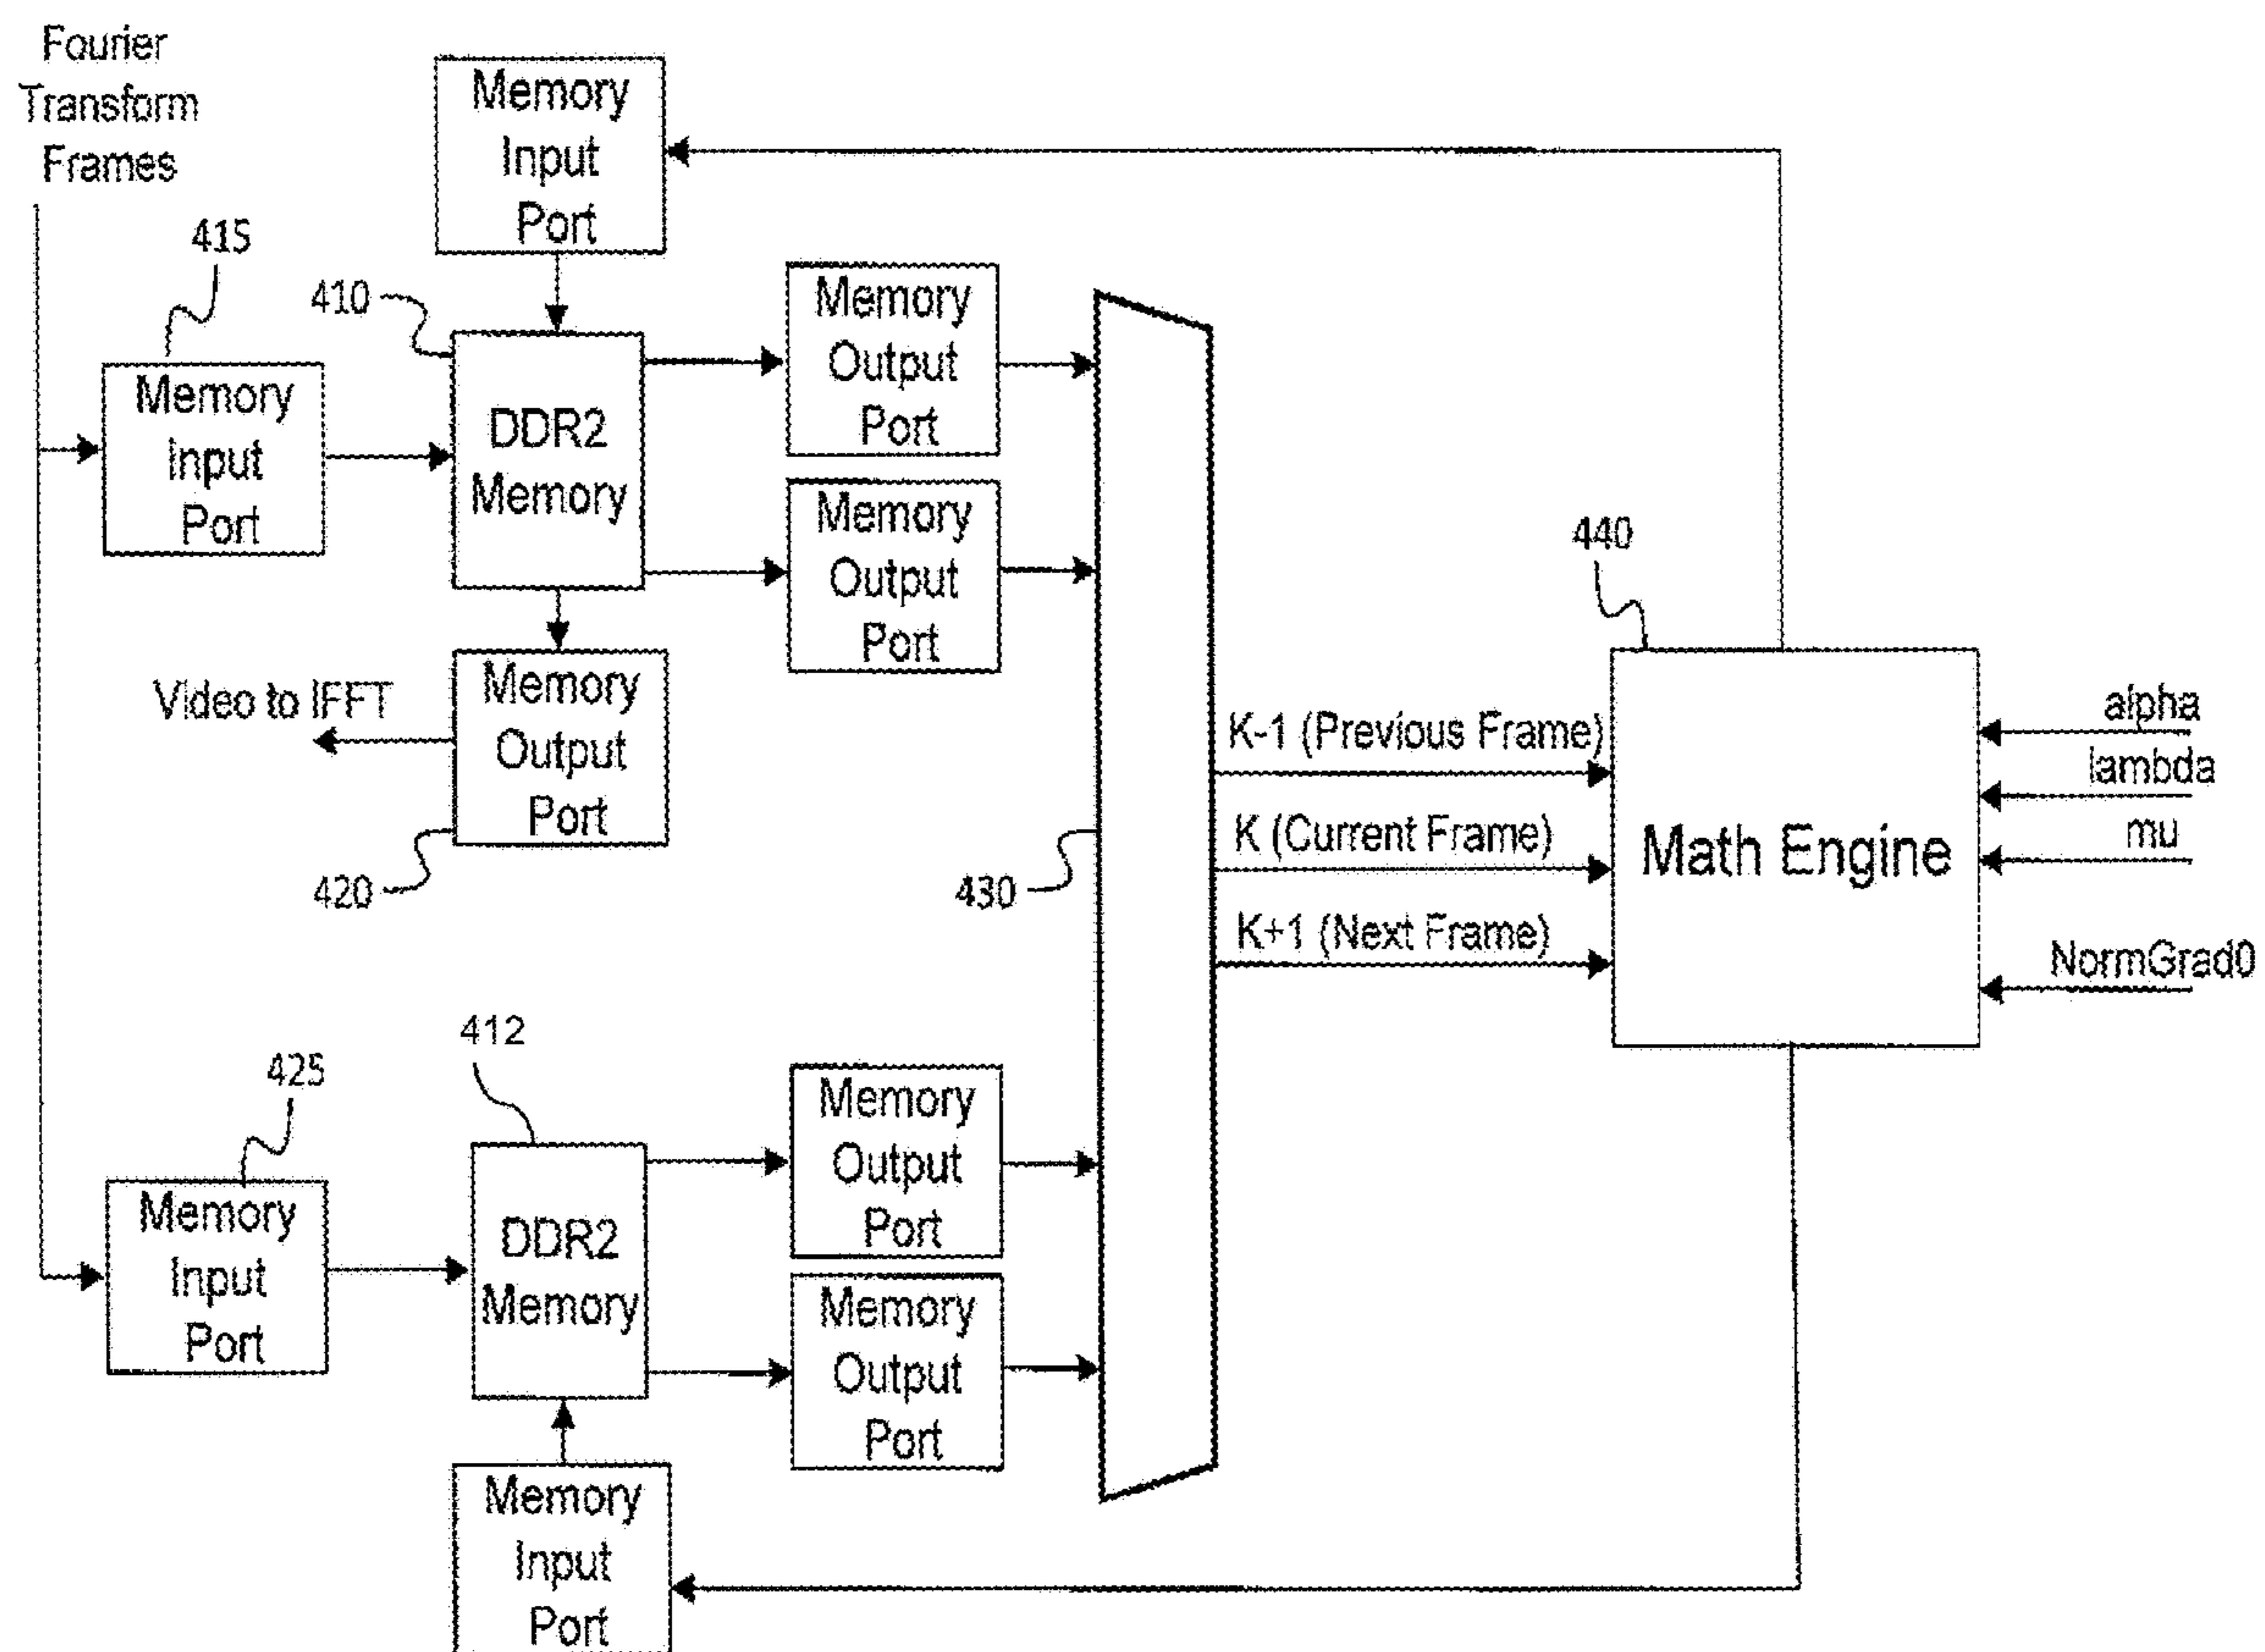 Fourier
Transform
Frames
Memory
Input
Port
415
410
Memory
Input
Port
DDR2
Memory
Memory
Output
Port
Memory
Output
Port
440
Video to IFFT
Memory
Output
Port
420
430
K-1 (Previous Frame)
K (Current Frame)
K+1 (Next Frame)
Math Engine
alpha
lambda
mu
NormGrad0
425
412
Memory
Input
Port
DDR2
Memory
Memory
Output
Port
Memory
Output
Port
Memory
Input
Port